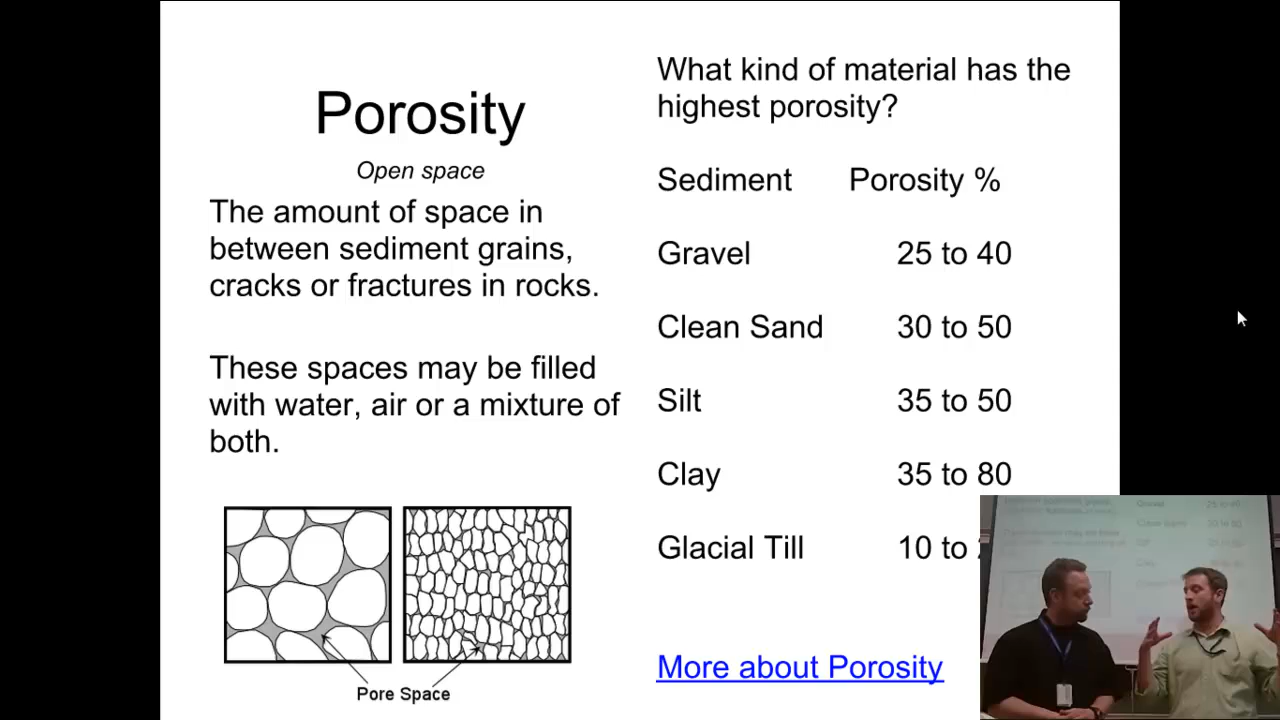 Porosity
Open space
The amount of space in
between sediment grains,
cracks or fractures in rocks.
These spaces may be filled
with water, air or a mixture of
both.
Pore Space
What kind of material has the
highest porosity?
Sediment Porosity %
Gravel 25 to 40
Clean Sand 30 to 50
Silt 35 to 50
Clay 35 to 80
Glacial Till 10 to
More about Porosity